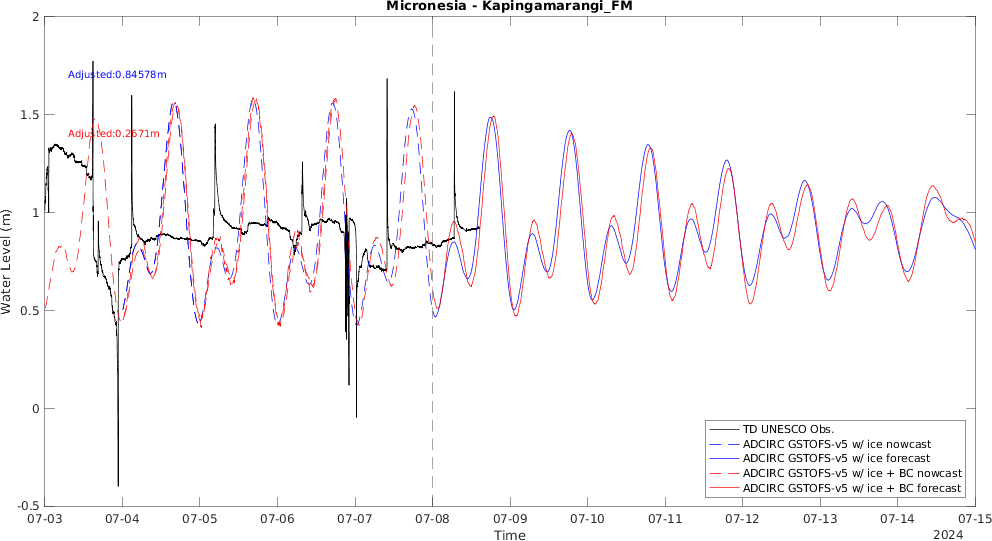 Micronesia - Kapingamarangi_FM
Adjusted:0.84578m
Adjusted:0.2671m
2
1.5
1
0.5
0
-0.5
Water Level (m)
07-03 07-04 07-05 07-06 07-07 07-08 07-09 07-10 07-11 07-12 07-13 07-14 07-15
Time
2024
TD UNESCO Obs.
ADCIRC GSTOFS-v5 w/ ice nowcast
ADCIRC GSTOFS-v5 w/ ice forecast
ADCIRC GSTOFS-v5 w/ ice + BC nowcast
ADCIRC GSTOFS-v5 w/ ice + BC forecast